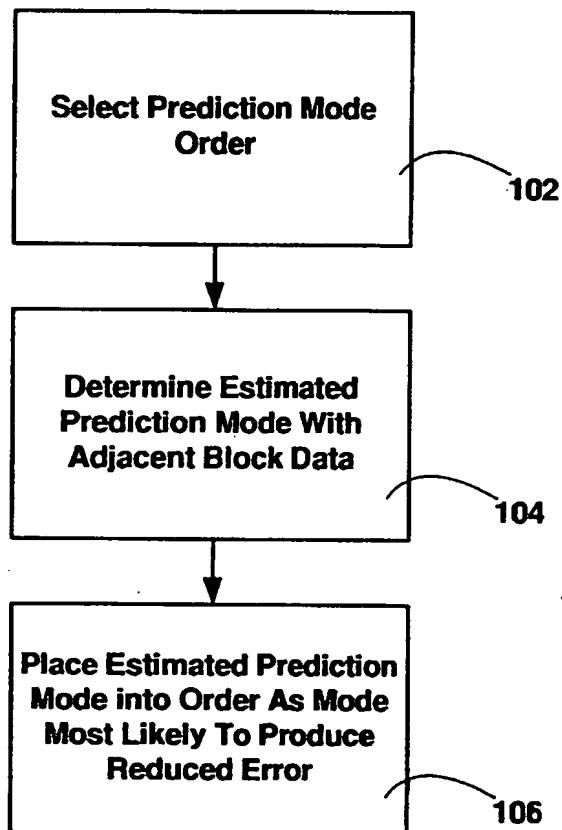 Select Prediction Mode
Order
102
Determine Estimated
Prediction Mode With
Adjacent Block Data
104
Place Estimated Prediction
Mode into Order As Mode
Most Likely To Produce
Reduced Error
106